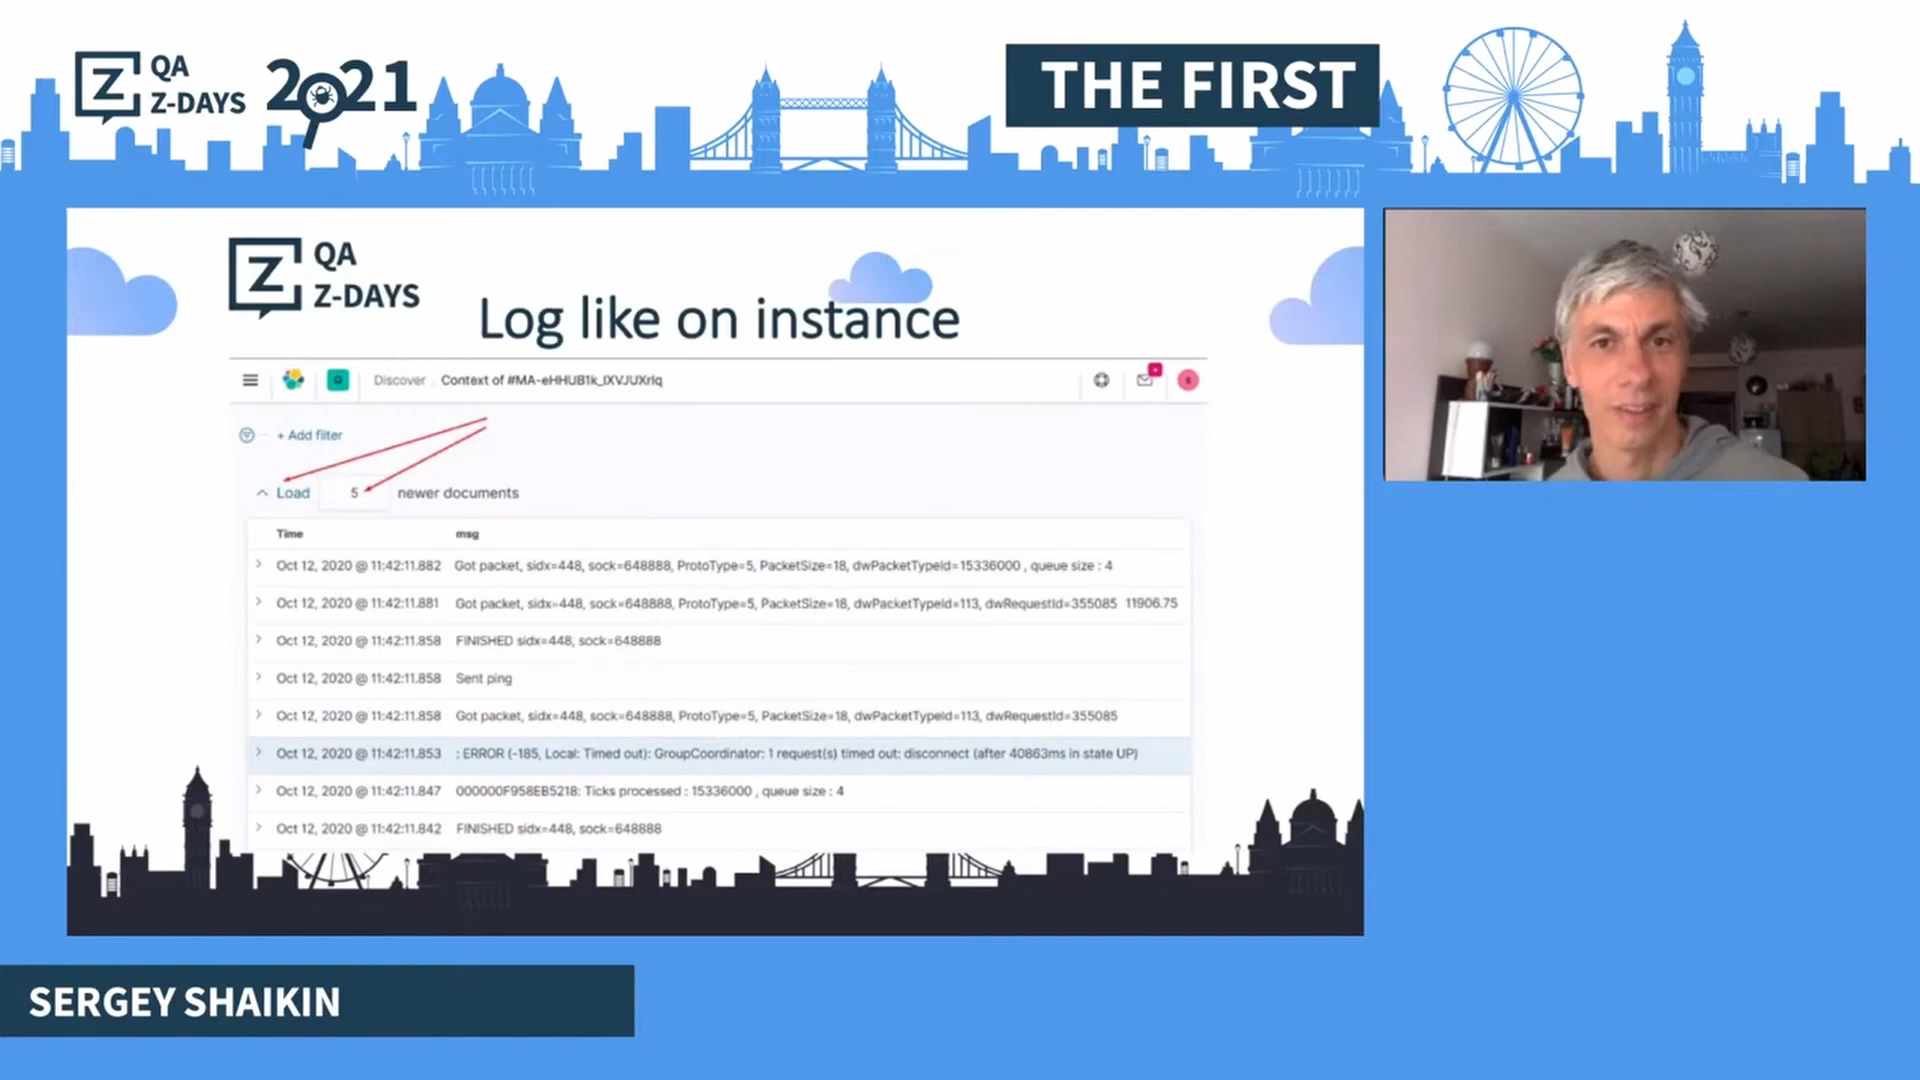 QA
Z-DAYS
2021
THE FIRST
QA
Z-DAYS
Log like on instance
Discover
Context of #MA-eHHUB1k_IXVJUXrIq
+ Add filter
Load 5 newer documents
Time msg
Oct 12, 2020 @ 11:42:11.882 Got packet, sidx=448, sock=648888, ProtoType=5, PacketSize=18, dwPacketTypeId=15336000 , queue size : 4
Oct 12, 2020 @ 11:42:11.881 Got packet, sidx=448, sock=648888, ProtoType=5, PacketSize=18, dwPacketTypeId=113, dwRequestId=355085 11906.75
Oct 12, 2020 @ 11:42:11.858 FINISHED sidx=448, sock=648888
Oct 12, 2020 @ 11:42:11.858 Sent ping
Oct 12, 2020 @ 11:42:11.858 Got packet, sidx=448, sock=648888, ProtoType=5, PacketSize=18, dwPacketTypeId=113, dwRequestId=355085
Oct 12, 2020 @ 11:42:11.853 : ERROR (-185, Local: Timed out): GroupCoordinator: 1 request(s) timed out: disconnect (after 40863ms in state UP)
Oct 12, 2020 @ 11:42:11.847 000000F958EB5218: Ticks processed : 15336000 , queue size : 4
Oct 12, 2020 @ 11:42:11.842 FINISHED sidx=448, sock=648888
SERGEY SHAIKIN